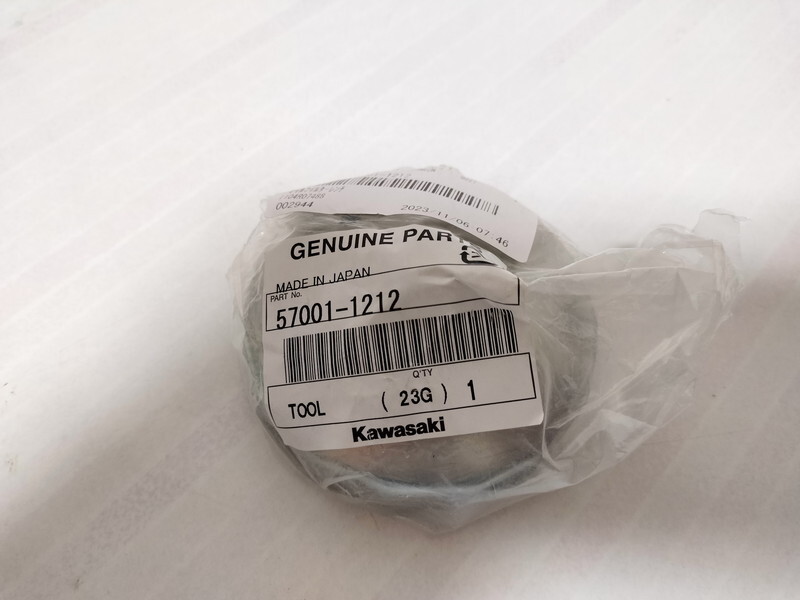 002944
2023/11/06 07:46
GENUINE PART
MADE IN JAPAN
PART No.
57001-1212
Q'TY
TOOL ( 23G ) 1
Kawasaki